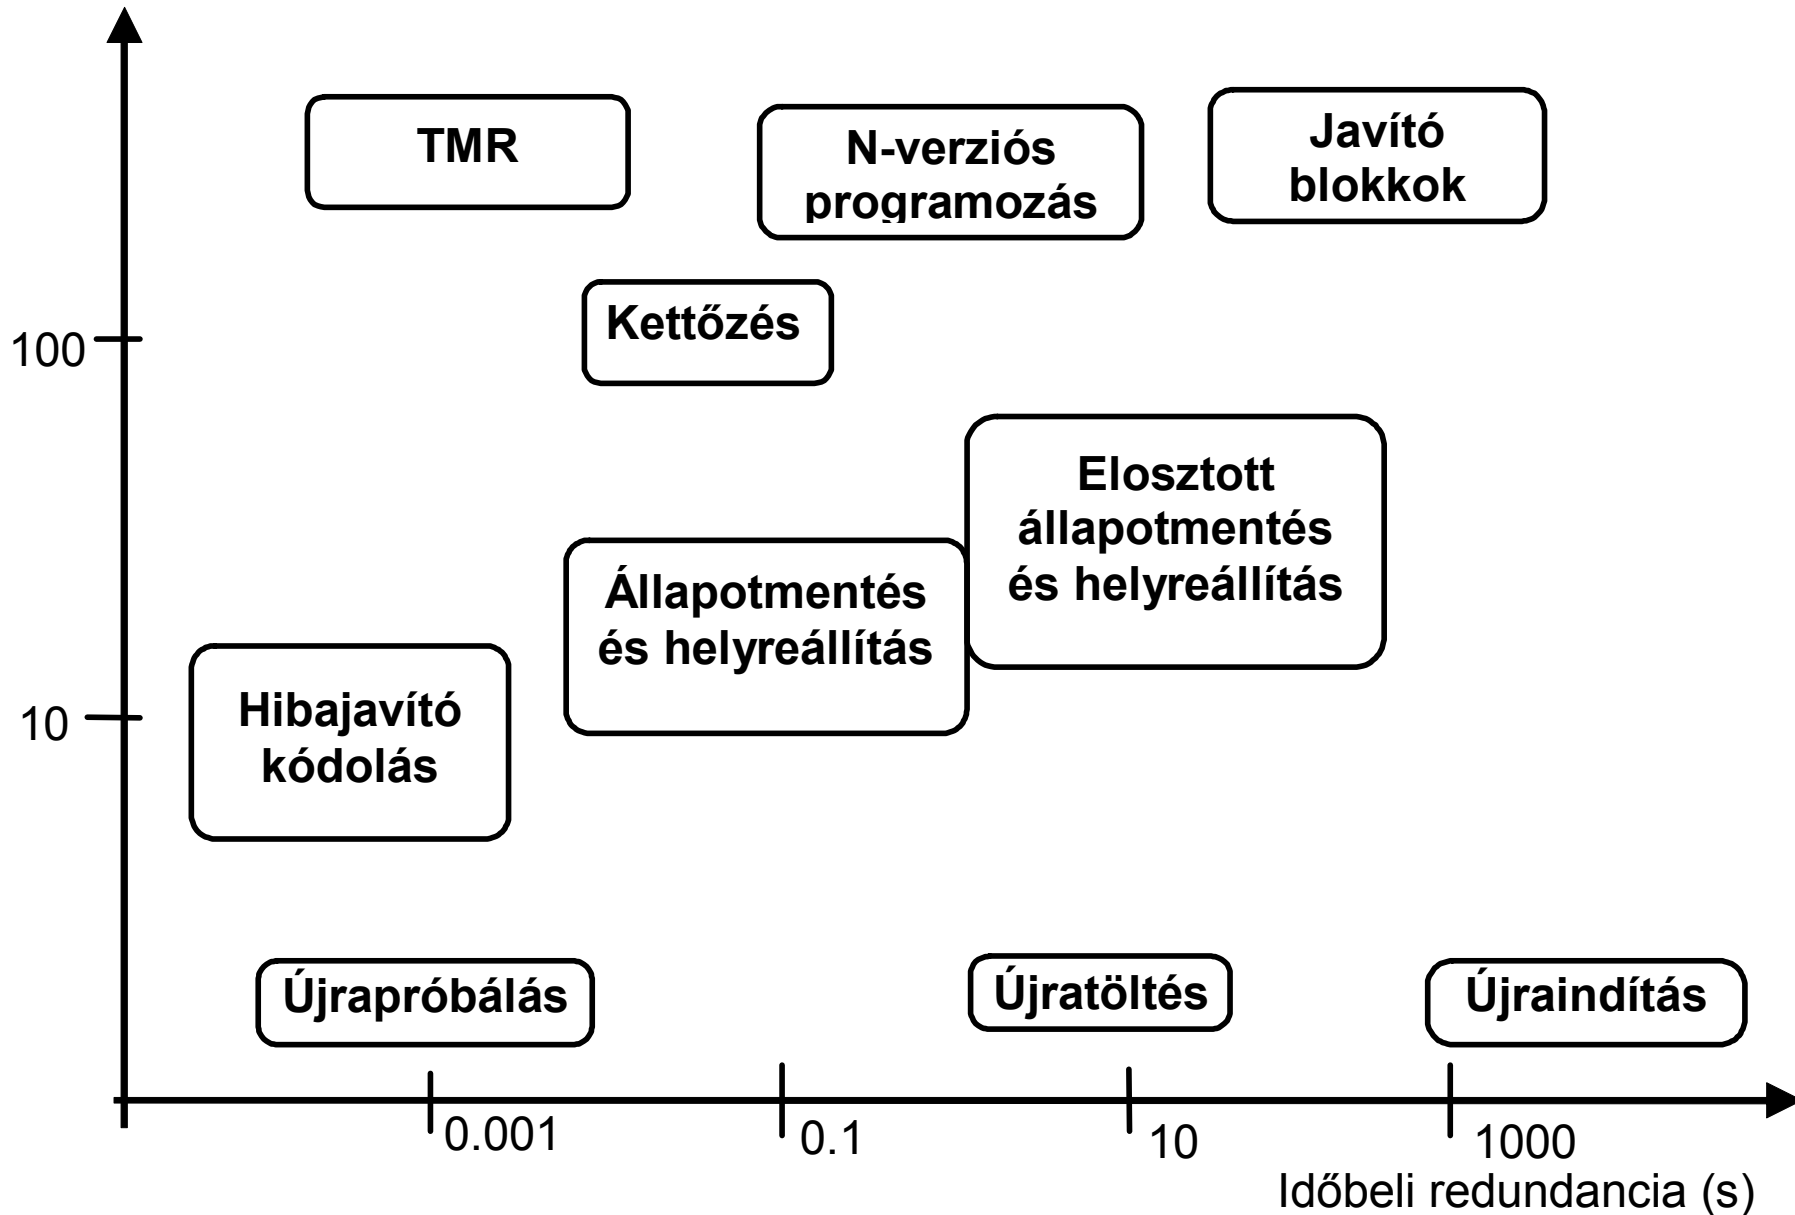 TMR
N-verziós
programozás
Javító
blokkok
Kettőzés
100
Elosztott
állapotmentés
és helyreállítás
Állapotmentés
és helyreállítás
Hibajavító
kódolás
10
Újrapróbálás
Újratöltés
Újraindítás
0.001
0.1
10
1000
Időbeli redundancia (s)